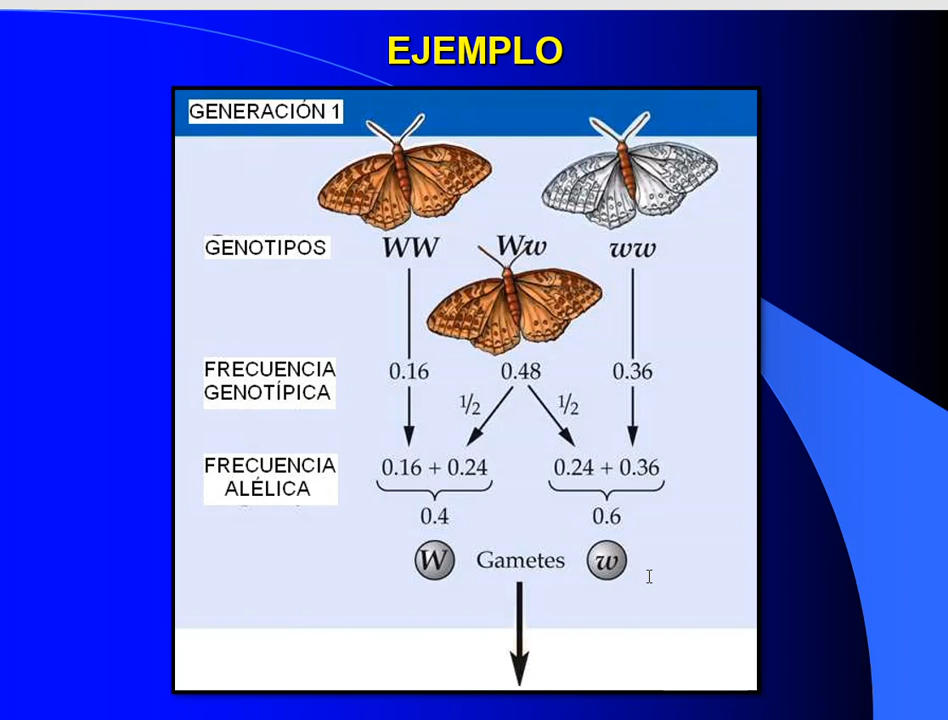 EJEMPLO
GENERACIÓN 1
GENOTIPOS WW Ww ww
FRECUENCIA
GENOTÍPICA
0.16 0.48 0.36
1/2 1/2
FRECUENCIA
ALÉLICA
0.16 + 0.24 0.24 + 0.36
0.4 0.6
W Gametes w